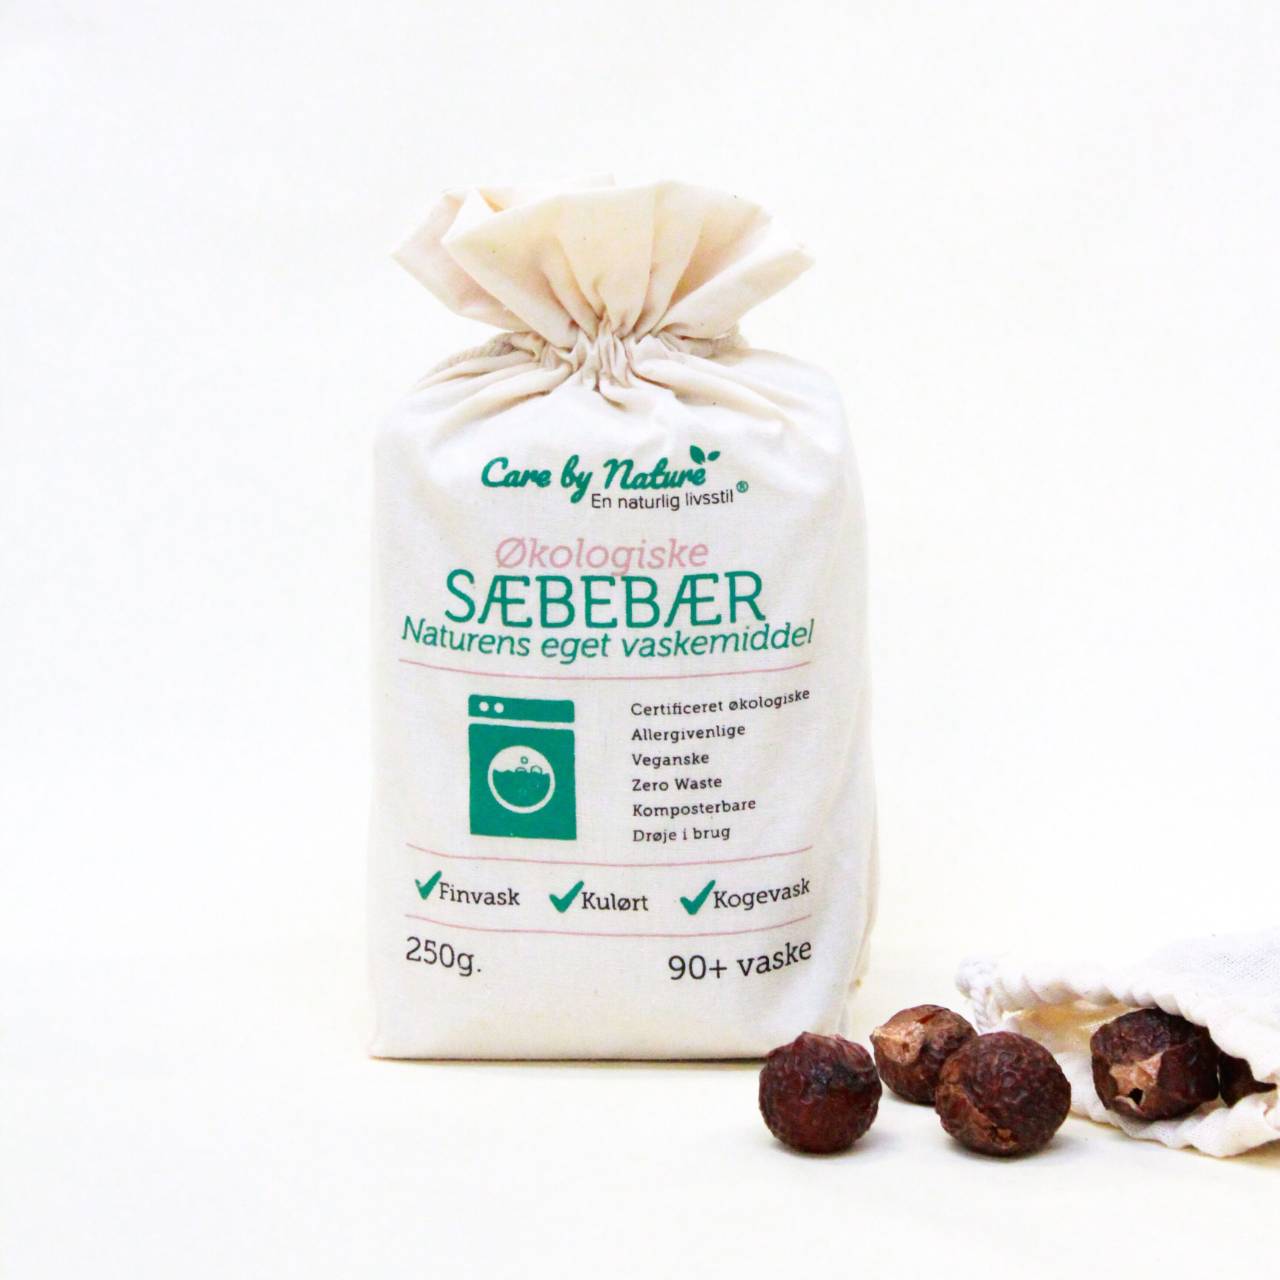 Care by Nature
En naturlig livsstil®
Økologiske
SÆBEBÆR
Naturens eget vaskemiddel
Certificeret økologiske
Allergivenlige
Veganske
Zero Waste
Komposterbare
Drøje i brug
Finvask Kulørt Kogevask
250g. 90+ vaske